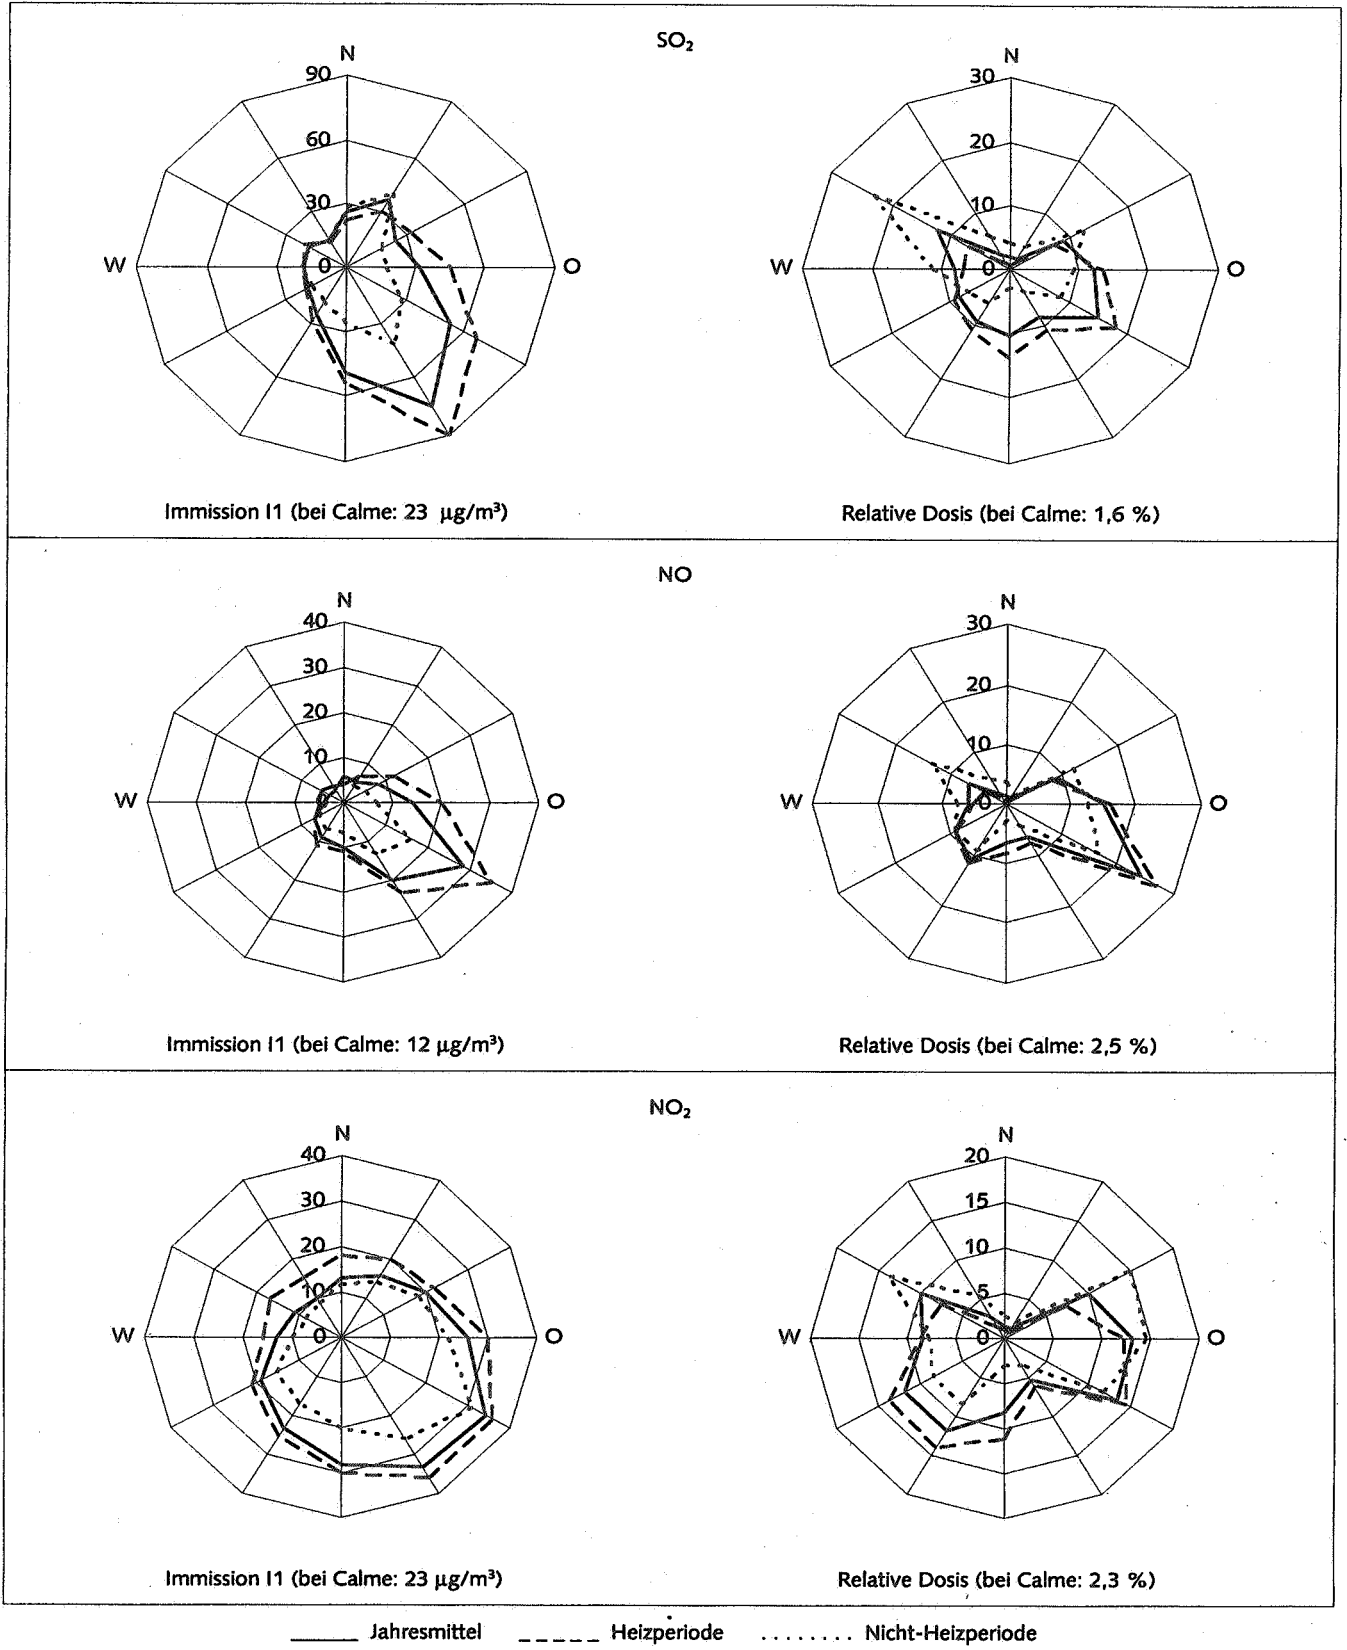 SO₂
N
90
60
30
0
W
O
Immission I1 (bei Calme: 23 µg/m³)
N
30
20
10
0
W
O
Relative Dosis (bei Calme: 1,6 %)
NO
N
40
30
20
10
0
W
O
Immission I1 (bei Calme: 12 µg/m³)
N
30
20
10
0
W
O
Relative Dosis (bei Calme: 2,5 %)
NO₂
N
40
30
20
10
0
W
O
Immission I1 (bei Calme: 23 µg/m³)
N
20
15
10
5
0
W
O
Relative Dosis (bei Calme: 2,3 %)
Jahresmittel Heizperiode Nicht-Heizperiode